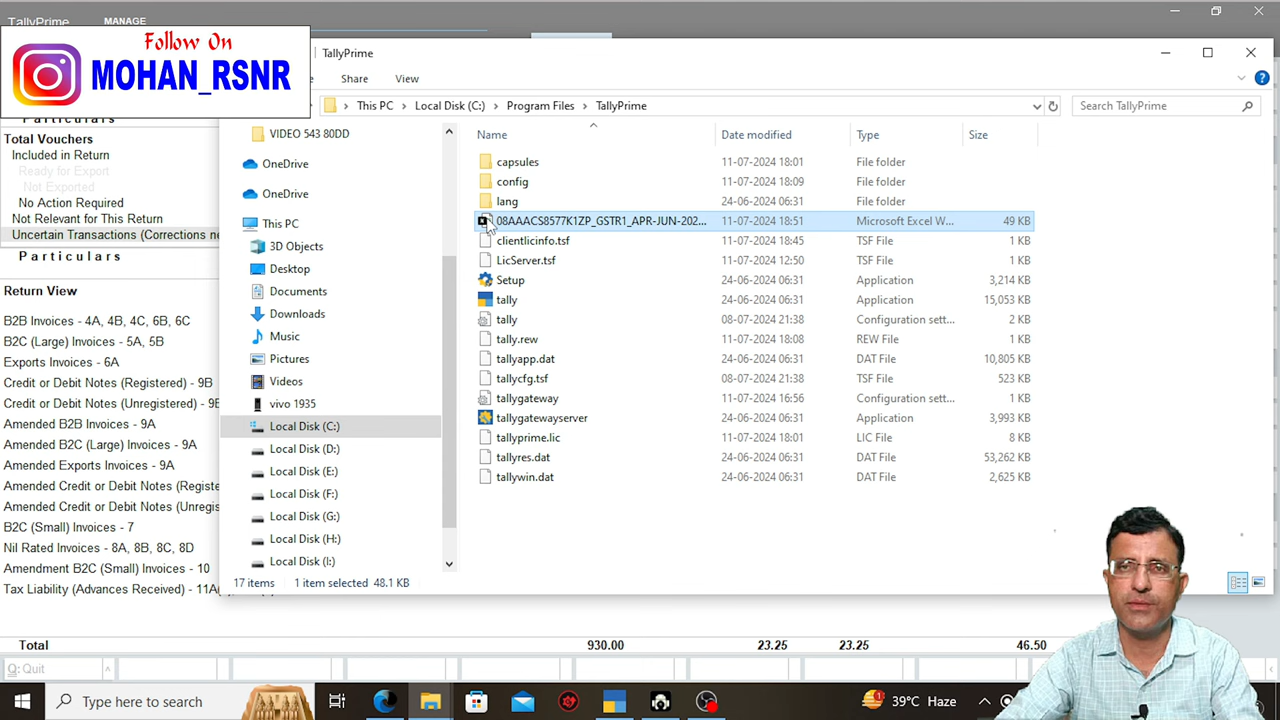 TallyPrime
MANAGE
Follow On
MOHAN_RSNR
TallyPrime
Share
View
This PC > Local Disk (C:) > Program Files > TallyPrime
Search TallyPrime
Particulars
Total Vouchers
Included in Return
Ready for Export
Not Exported
No Action Required
Not Relevant for This Return
Uncertain Transactions (Corrections ne
Particulars
Return View
B2B Invoices - 4A, 4B, 4C, 6B, 6C
B2C (Large) Invoices - 5A, 5B
Exports Invoices - 6A
Credit or Debit Notes (Registered) - 9B
Credit or Debit Notes (Unregistered) - 9B
Amended B2B Invoices - 9A
Amended B2C (Large) Invoices - 9A
Amended Exports Invoices - 9A
Amended Credit or Debit Notes (Registe
Amended Credit or Debit Notes (Unregis
B2C (Small) Invoices - 7
Nil Rated Invoices - 8A, 8B, 8C, 8D
Amendment B2C (Small) Invoices - 10
Tax Liability (Advances Received) - 11A
VIDEO 543 80DD
OneDrive
OneDrive
This PC
3D Objects
Desktop
Documents
Downloads
Music
Pictures
Videos
vivo 1935
Local Disk (C:)
Local Disk (D:)
Local Disk (E:)
Local Disk (F:)
Local Disk (G:)
Local Disk (H:)
Local Disk (I:)
Name Date modified Type Size
capsules 11-07-2024 18:01 File folder
config 11-07-2024 18:09 File folder
lang 24-06-2024 06:31 File folder
08AAACS8577K1ZP_GSTR1_APR-JUN-202... 11-07-2024 18:51 Microsoft Excel W... 49 KB
clientlicinfo.tsf 11-07-2024 18:45 TSF File 1 KB
LicServer.tsf 11-07-2024 12:50 TSF File 1 KB
Setup 24-06-2024 06:31 Application 3,214 KB
tally 24-06-2024 06:31 Application 15,053 KB
tally 08-07-2024 21:38 Configuration sett... 2 KB
tally.rew 11-07-2024 18:08 REW File 1 KB
tallyapp.dat 24-06-2024 06:31 DAT File 10,805 KB
tallycfg.tsf 08-07-2024 21:38 TSF File 523 KB
tallygateway 11-07-2024 16:56 Configuration sett... 1 KB
tallygatewayserver 24-06-2024 06:31 Application 3,993 KB
tallyprime.lic 11-07-2024 18:01 LIC File 8 KB
tallyres.dat 24-06-2024 06:31 DAT File 53,262 KB
tallywin.dat 24-06-2024 06:31 DAT File 2,625 KB
17 items 1 item selected 48.1 KB
Total 930.00 23.25 23.25 46.50
Q: Quit
Type here to search
39°C Haze